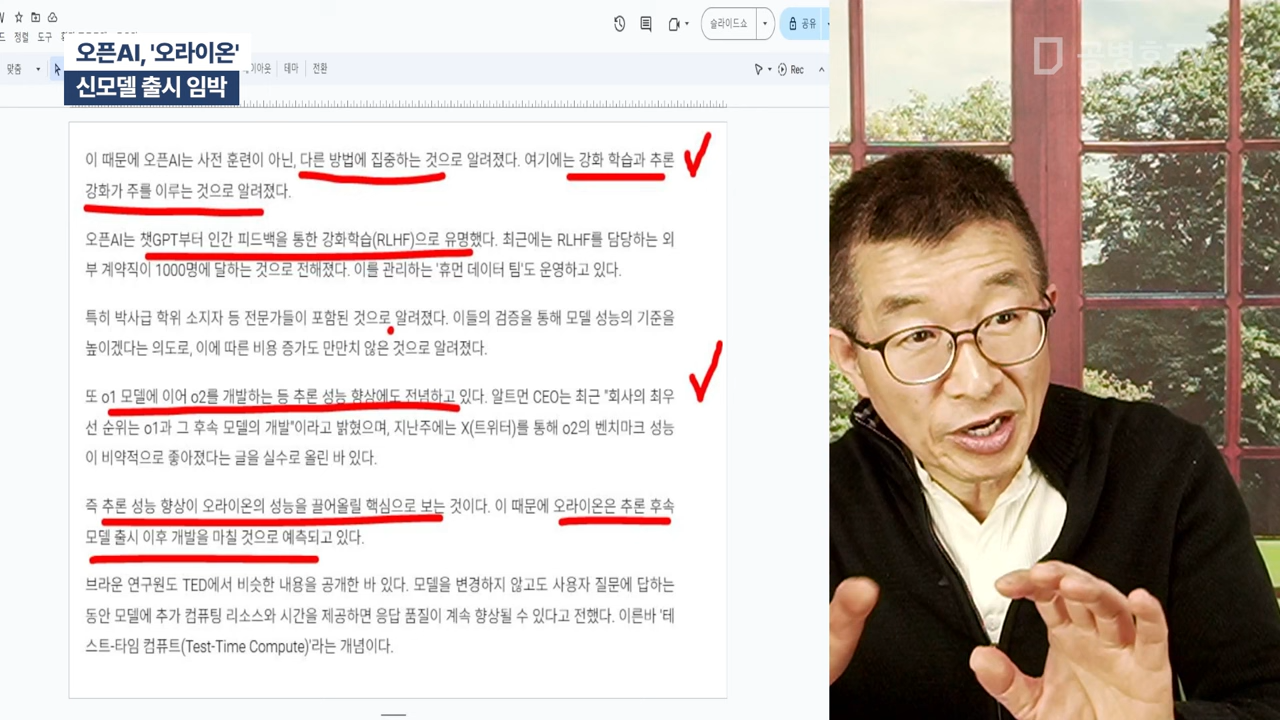 정렬 도구
오픈AI, '오라이온'
신모델 출시 임박
맞춤
테마
전환
슬라이드쇼
공유
Rec
이 때문에 오픈AI는 사전 훈련이 아닌, 다른 방법에 집중하는 것으로 알려졌다. 여기에는 강화 학습과 추론
강화가 주를 이루는 것으로 알려졌다.
오픈AI는 챗GPT부터 인간 피드백을 통한 강화학습(RLHF)으로 유명했다. 최근에는 RLHF를 담당하는 외
부 계약직이 1000명에 달하는 것으로 전해졌다. 이를 관리하는 '휴먼 데이터 팀'도 운영하고 있다.
특히 박사급 학위 소지자 등 전문가들이 포함된 것으로 알려졌다. 이들의 검증을 통해 모델 성능의 기준을
높이겠다는 의도로, 이에 따른 비용 증가도 만만치 않은 것으로 알려졌다.
또 o1 모델에 이어 o2를 개발하는 등 추론 성능 향상에도 전념하고 있다. 알트먼 CEO는 최근 "회사의 최우
선 순위는 o1과 그 후속 모델의 개발"이라고 밝혔으며, 지난주에는 X(트위터)를 통해 o2의 벤치마크 성능
이 비약적으로 좋아졌다는 글을 실수로 올린 바 있다.
즉 추론 성능 향상이 오라이온의 성능을 끌어올릴 핵심으로 보는 것이다. 이 때문에 오라이온은 추론 후속
모델 출시 이후 개발을 마칠 것으로 예측되고 있다.
브라운 연구원도 TED에서 비슷한 내용을 공개한 바 있다. 모델을 변경하지 않고도 사용자 질문에 답하는
동안 모델에 추가 컴퓨팅 리소스와 시간을 제공하면 응답 품질이 계속 향상될 수 있다고 전했다. 이른바 '테
스트-타임 컴퓨트(Test-Time Compute)'라는 개념이다.